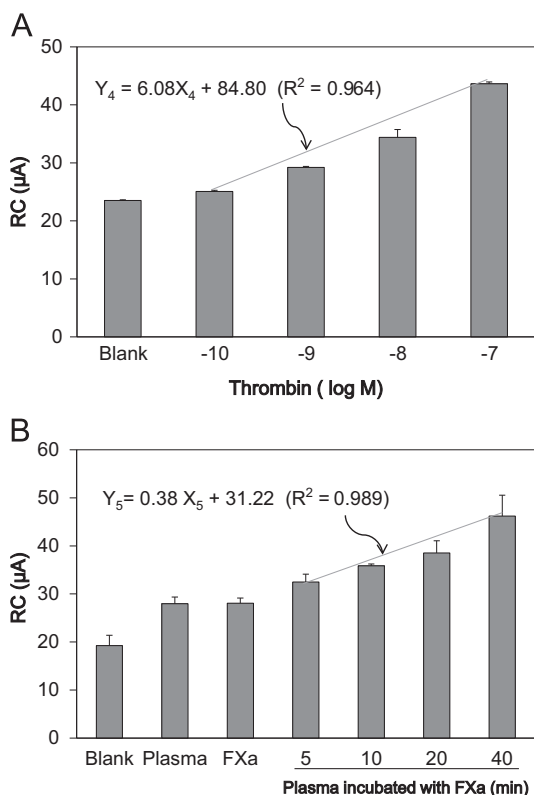 A
50
Y₄ = 6.08X₄ + 84.80 (R² = 0.964)
40
30
RC (µA)
20
10
0
Blank -10 -9 -8 -7
Thrombin ( log M)
B
60
Y₅= 0.38 X₅ + 31.22 (R² = 0.989)
50
40
30
RC (µA)
20
10
0
Blank Plasma FXa 5 10 20 40
Plasma incubated with FXa (min)